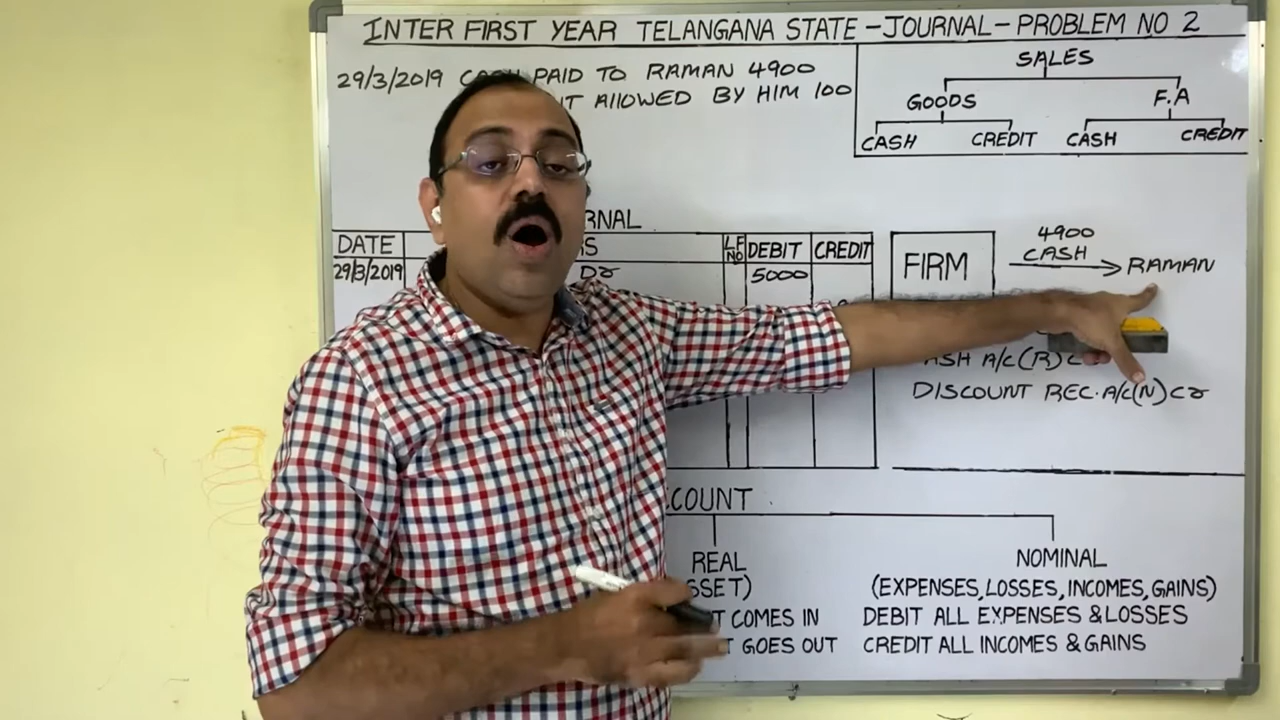 INTER FIRST YEAR TELANGANA STATE - JOURNAL - PROBLEM NO 2
29/3/2019 CASH PAID TO RAMAN 4900
ALLOWED BY HIM 100
SALES
GOODS F.A
CASH CREDIT CASH CREDIT
RNAL
DATE RS L.F NO DEBIT CREDIT
29/3/2019 Dr 5000
FIRM 4900 CASH RAMAN
ASH A/C (R) C
DISCOUNT REC. A/C (N) Cr
COUNT
REAL
SSET)
T COMES IN
T GOES OUT
NOMINAL
(EXPENSES, LOSSES, INCOMES, GAINS)
DEBIT ALL EXPENSES & LOSSES
CREDIT ALL INCOMES & GAINS